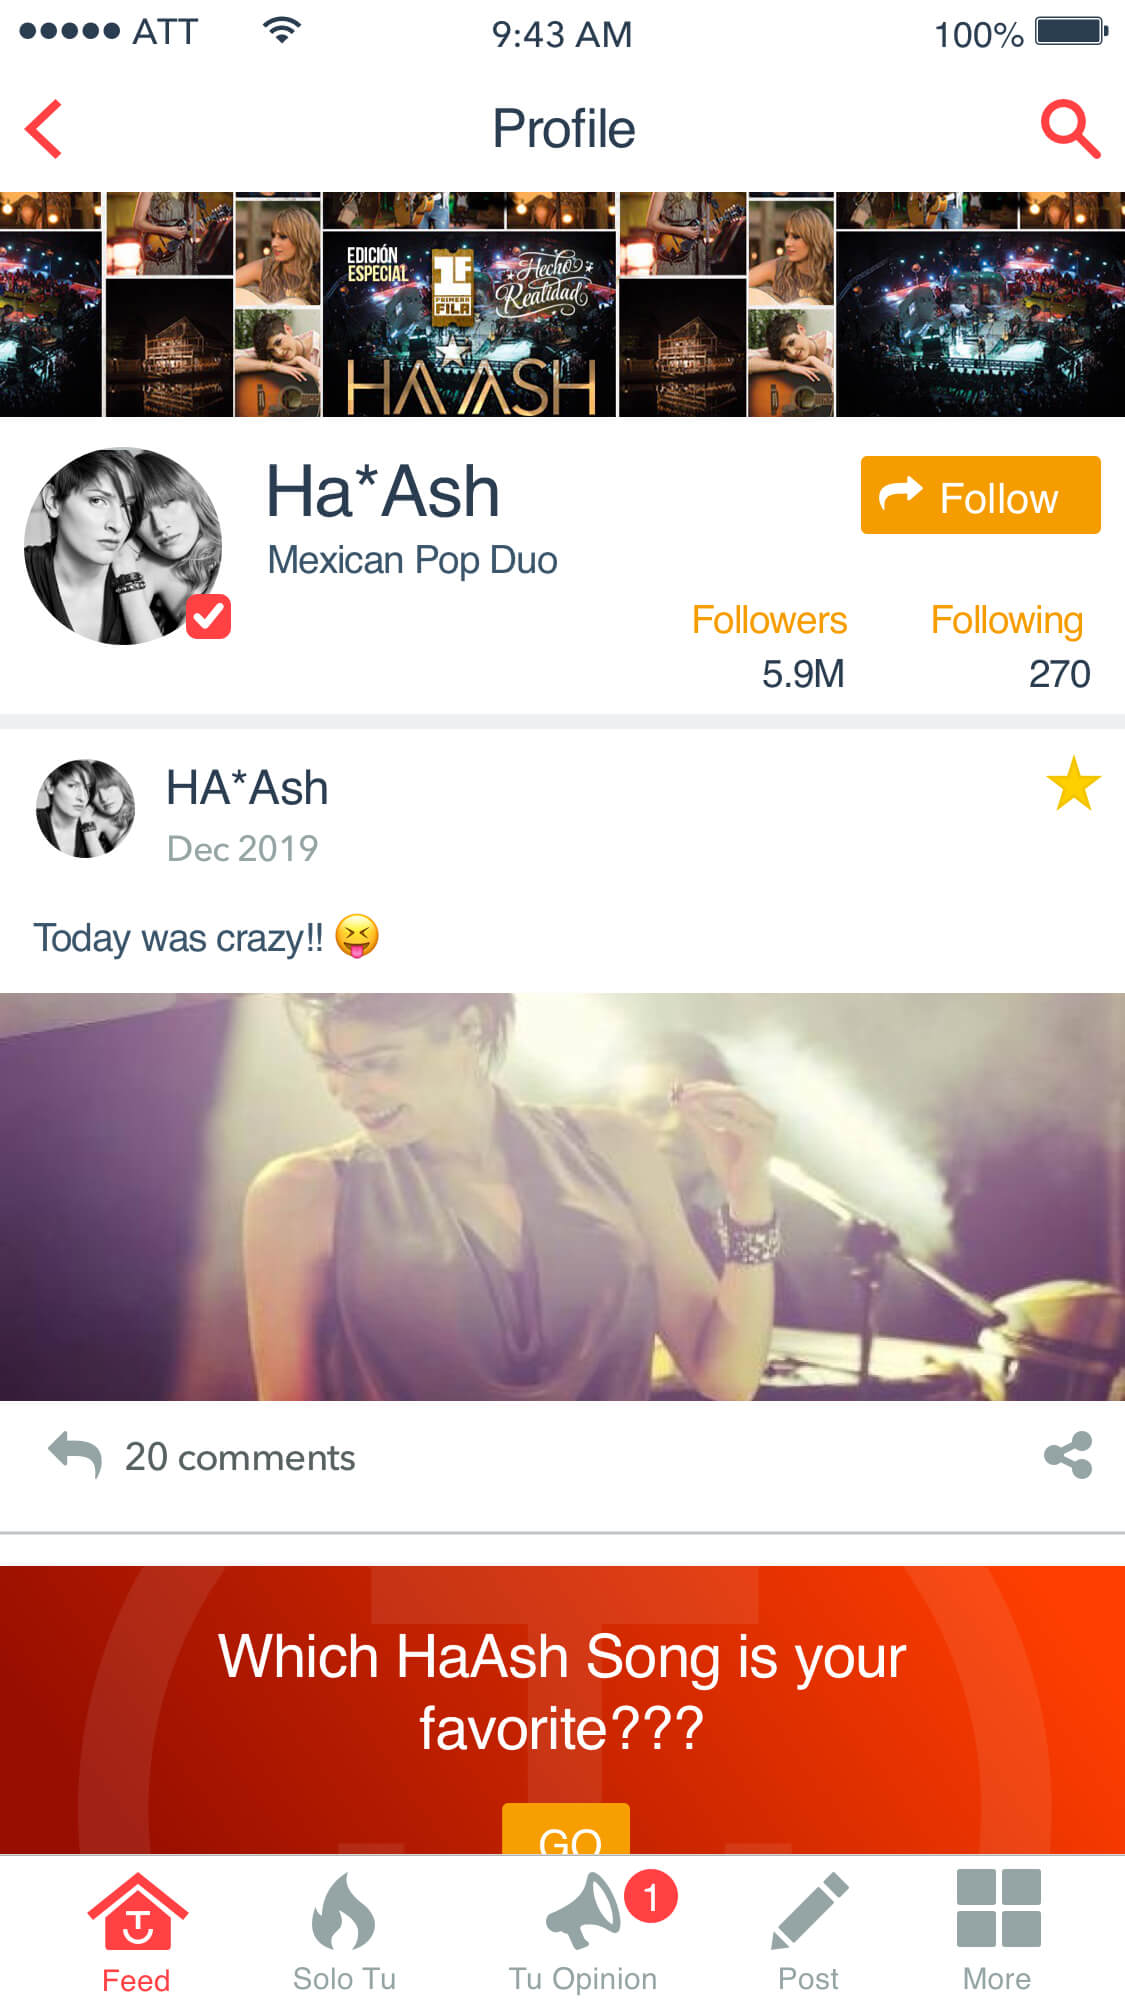 ATT
9:43 AM
100%
Profile
EDICIÓN
ESPECIAL
1F
PRIMERA
FILA
Hecho
Realidad
HA ASH
Ha*Ash
Follow
Mexican Pop Duo
Followers
Following
5.9M
270
HA*Ash
Dec 2019
Today was crazy!! 😝
20 comments
Which HaAsh Song is your
favorite???
GO
1
Feed
Solo Tu
Tu Opinion
Post
More